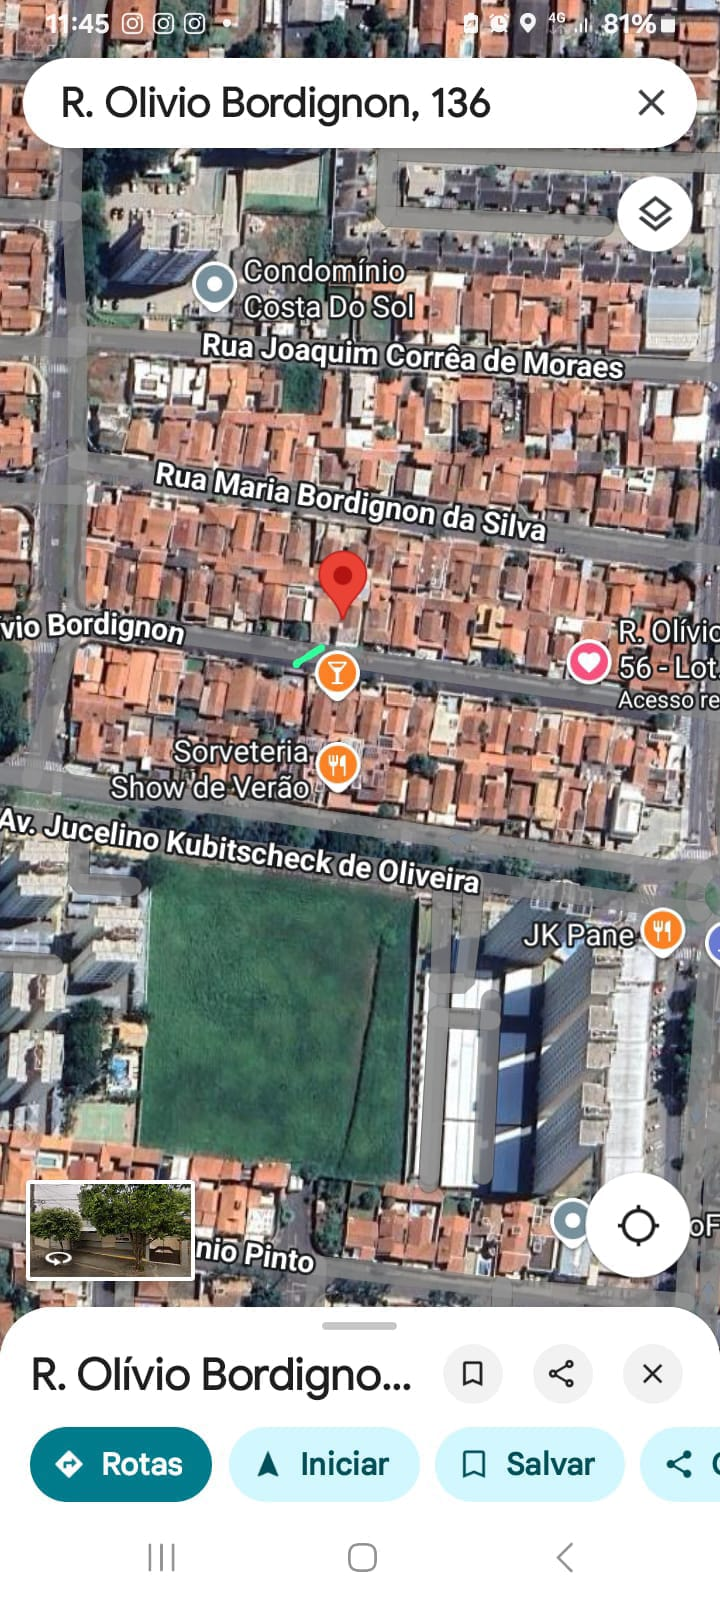 11:45
4G
81%
R. Olivio Bordignon, 136
Condomínio
Costa Do Sol
Rua Joaquim Corrêa de Moraes
Rua Maria Bordignon da Silva
vio Bordignon
R. Olívio
56 - Lot.
Acesso re
Sorveteria
Show de Verão
Av. Jucelino Kubitscheck de Oliveira
JK Pane
oF
nio Pinto
R. Olívio Bordigno...
Rotas
Iniciar
Salvar